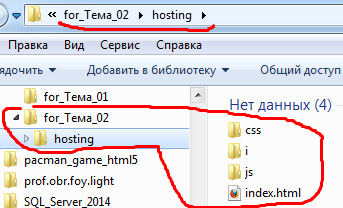 « for_Тема_02 hosting
Правка Вид Сервис Справка
рядочить Добавить в библиотеку Общий доступ
for_Тема_01
for_Тема_02
hosting
pacman_game_html5
prof.obr.foy.light
SQL_Server_2014
Нет данных (4)
css
i
js
index.html